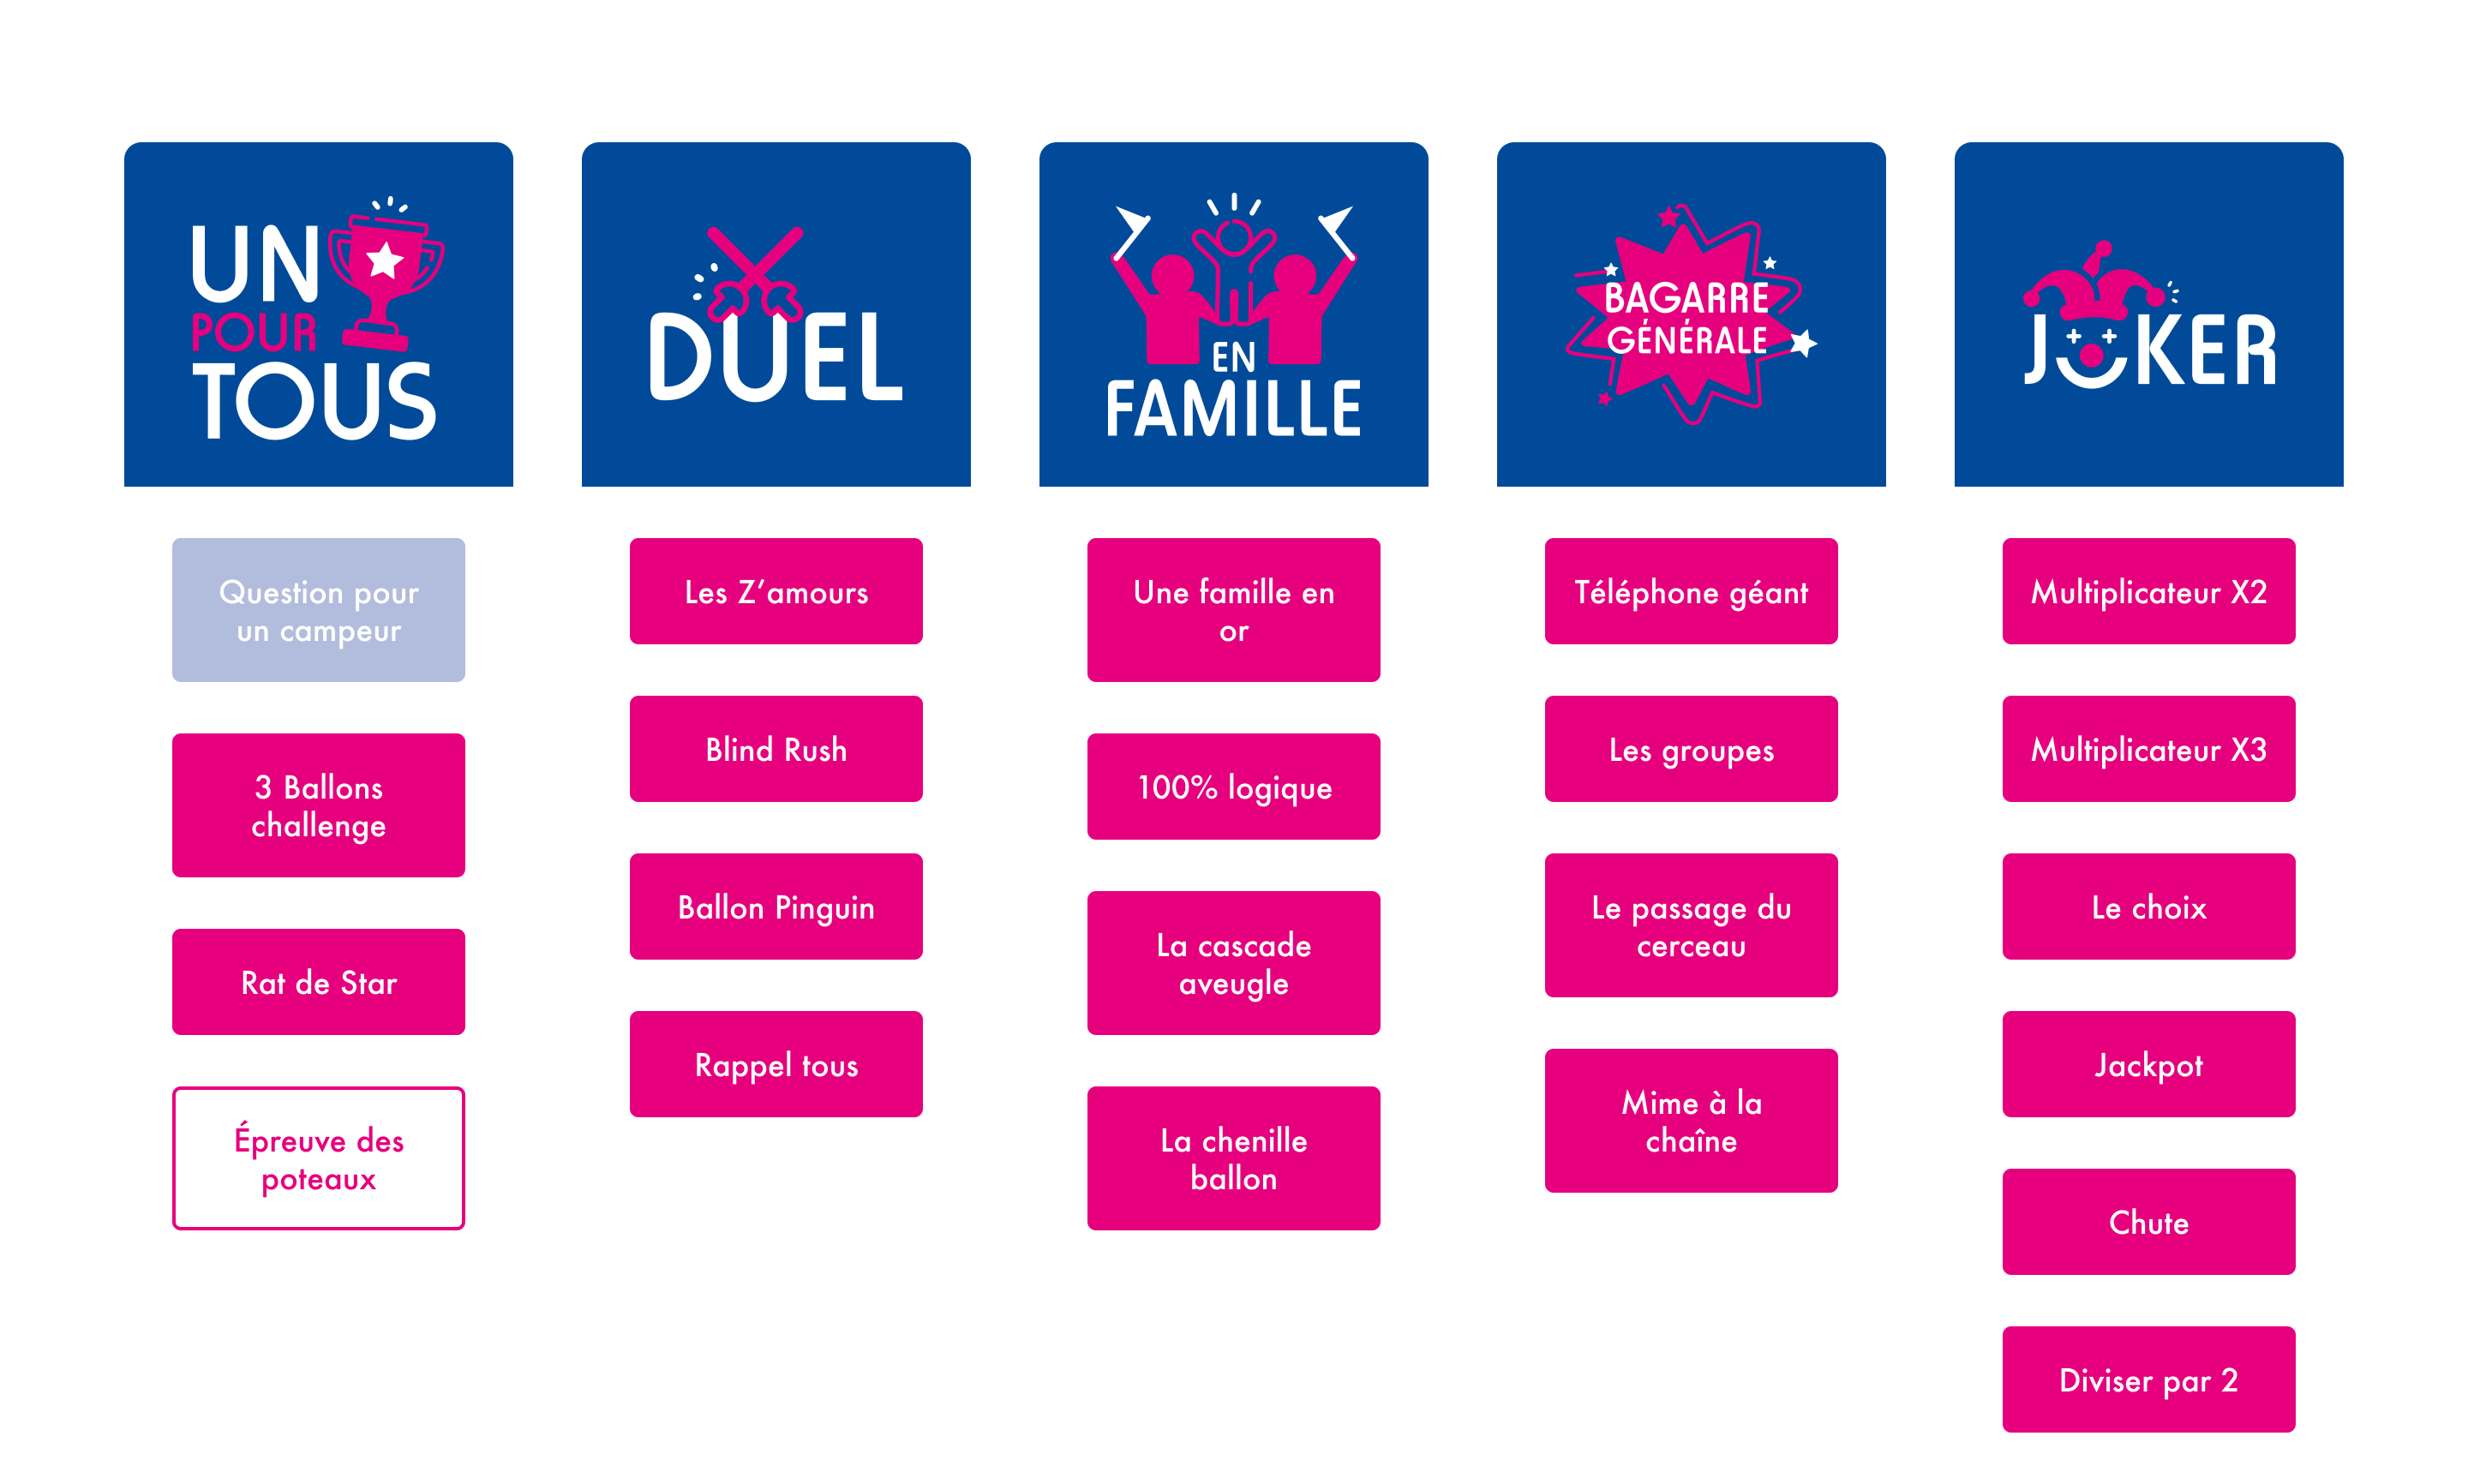 UN
POUR
TOUS
Question pour
un campeur
3 Ballons
challenge
Rat de Star
Épreuve des
poteaux
DUEL
Les Z’amours
Blind Rush
Ballon Pinguin
Rappel tous
EN
FAMILLE
Une famille en
or
100% logique
La cascade
aveugle
La chenille
ballon
BAGARRE
GÉNÉRALE
Téléphone géant
Les groupes
Le passage du
cerceau
Mime à la
chaîne
JOKER
Multiplicateur X2
Multiplicateur X3
Le choix
Jackpot
Chute
Diviser par 2